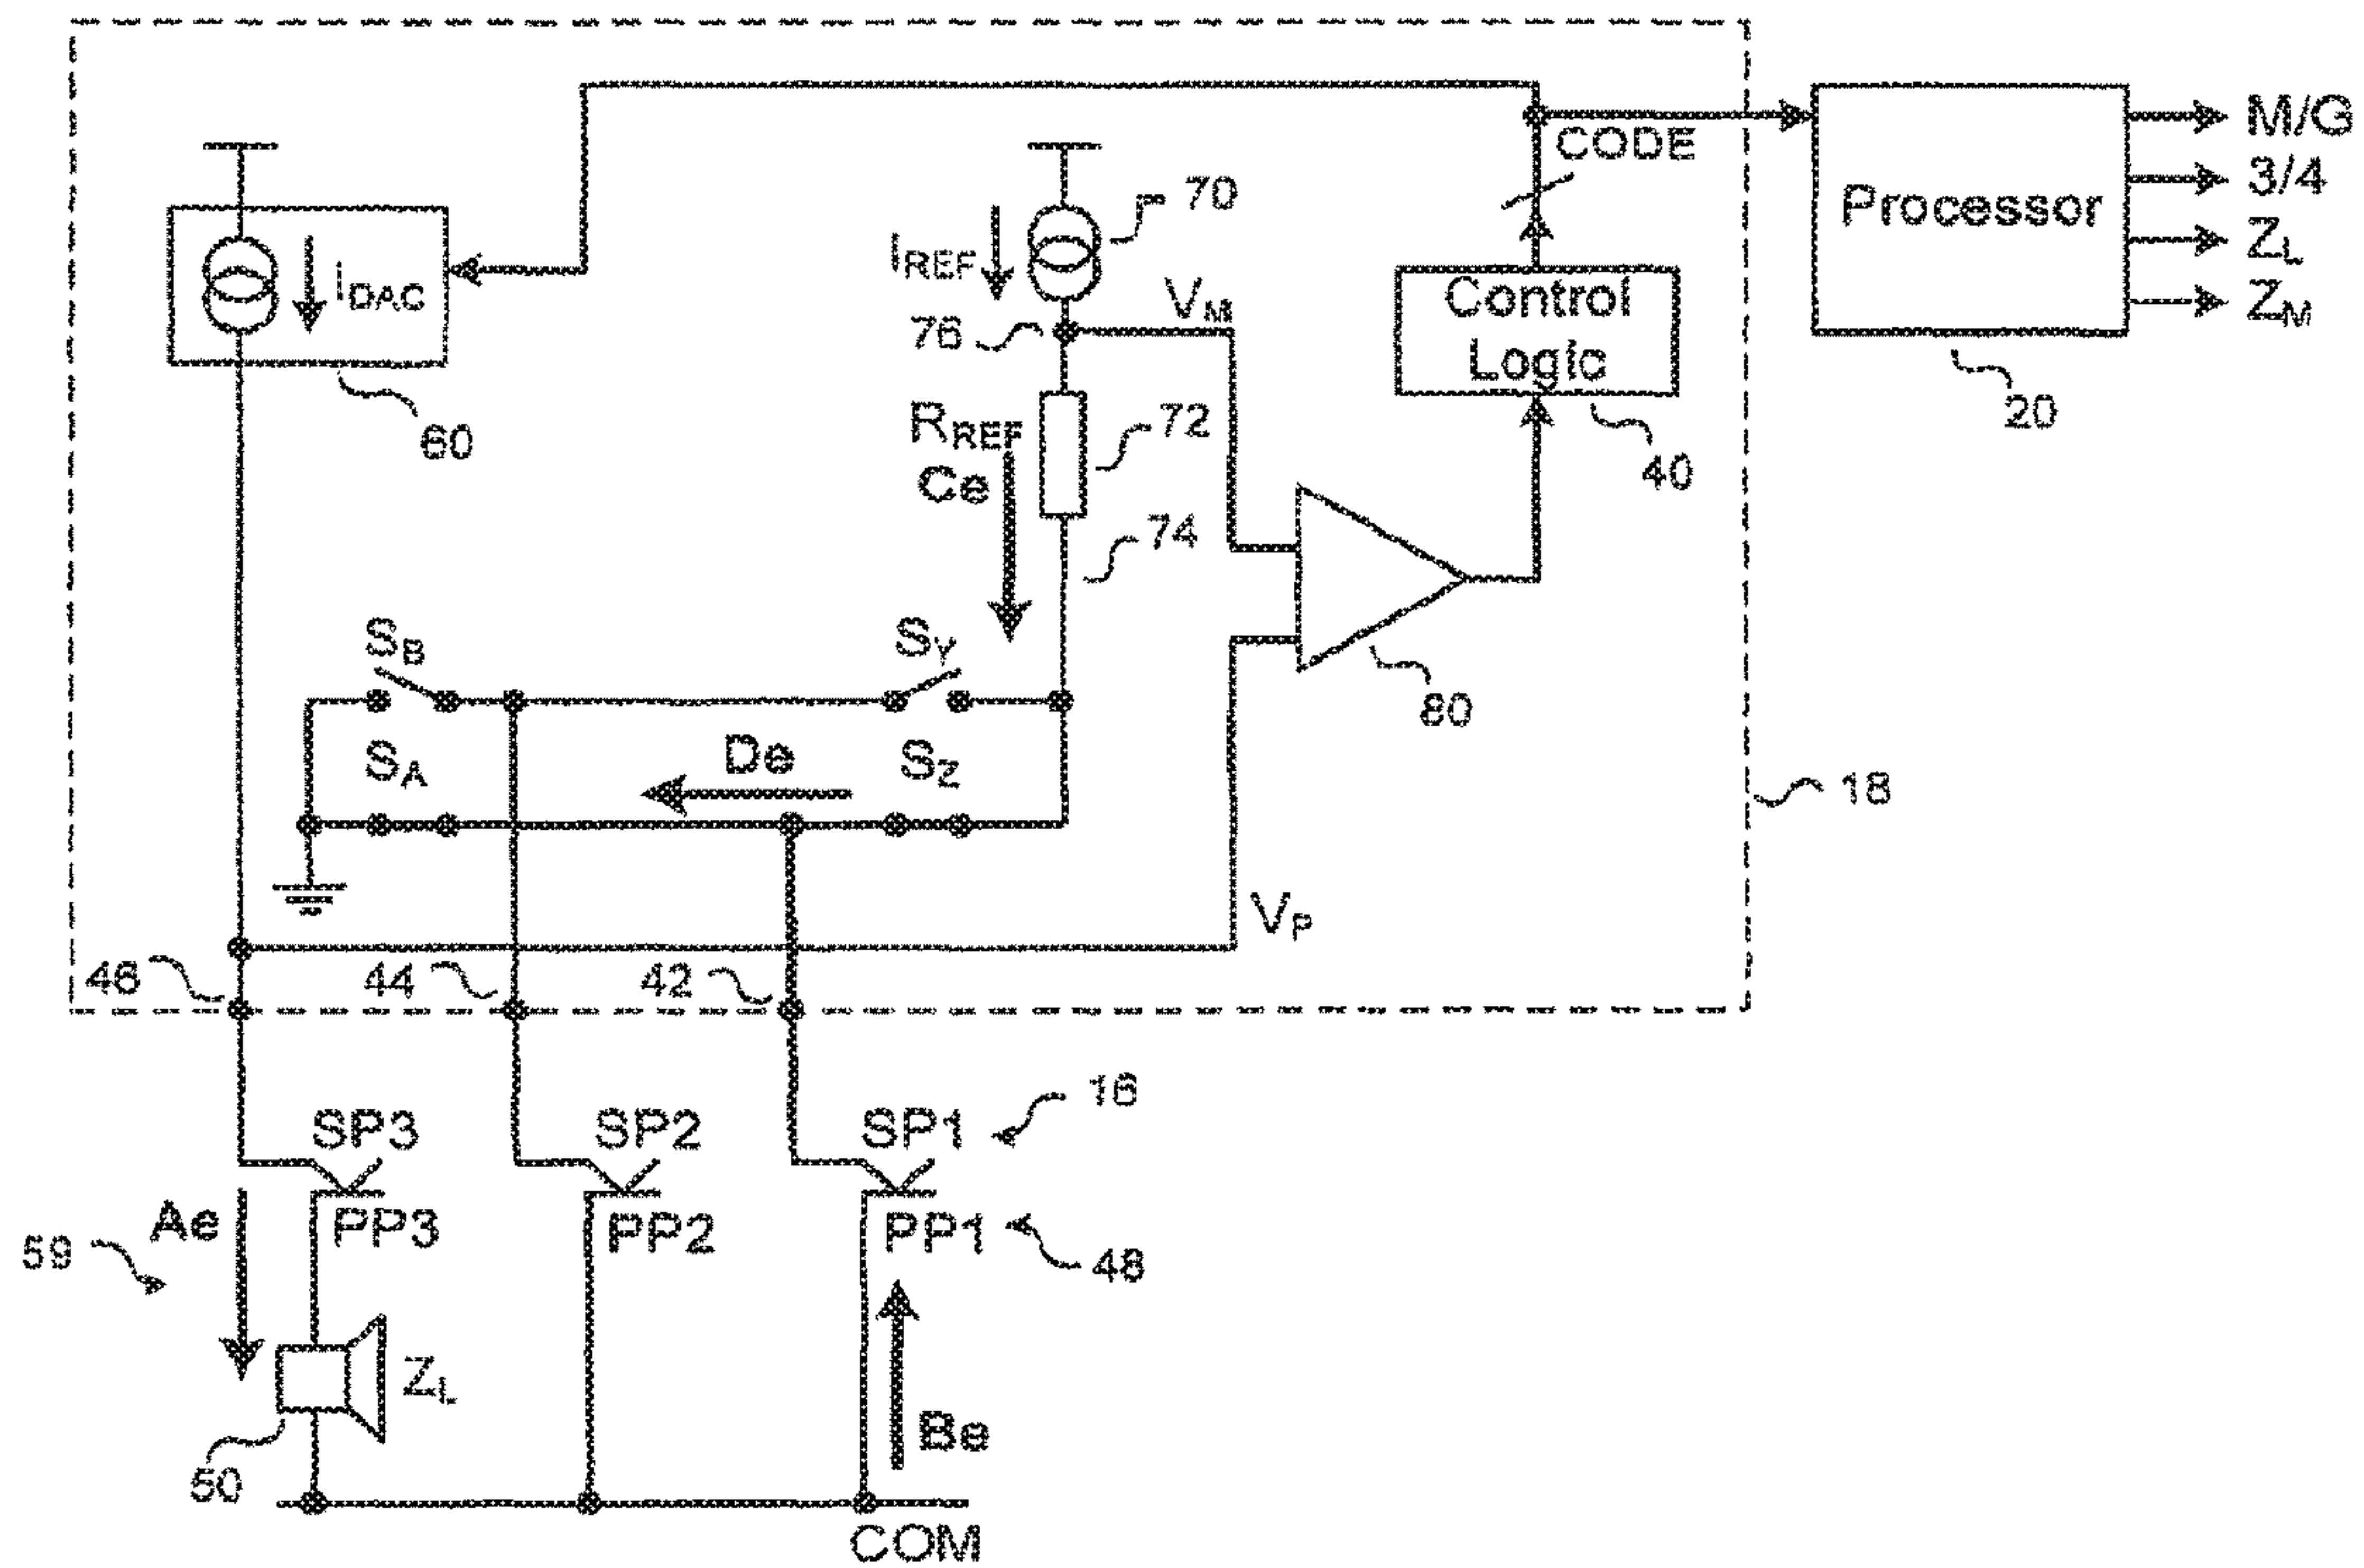 CODE
Processor
M/G
3/4
ZL
ZM
20
IDAC
60
IREF
70
VM
76
RREF
72
Ce
74
Control
Logic
40
80
SB
SY
SA
De
SZ
18
VP
46
44
42
SP3
SP2
SP1
16
Ae
PP3
PP2
PP1
48
59
ZL
50
Be
COM